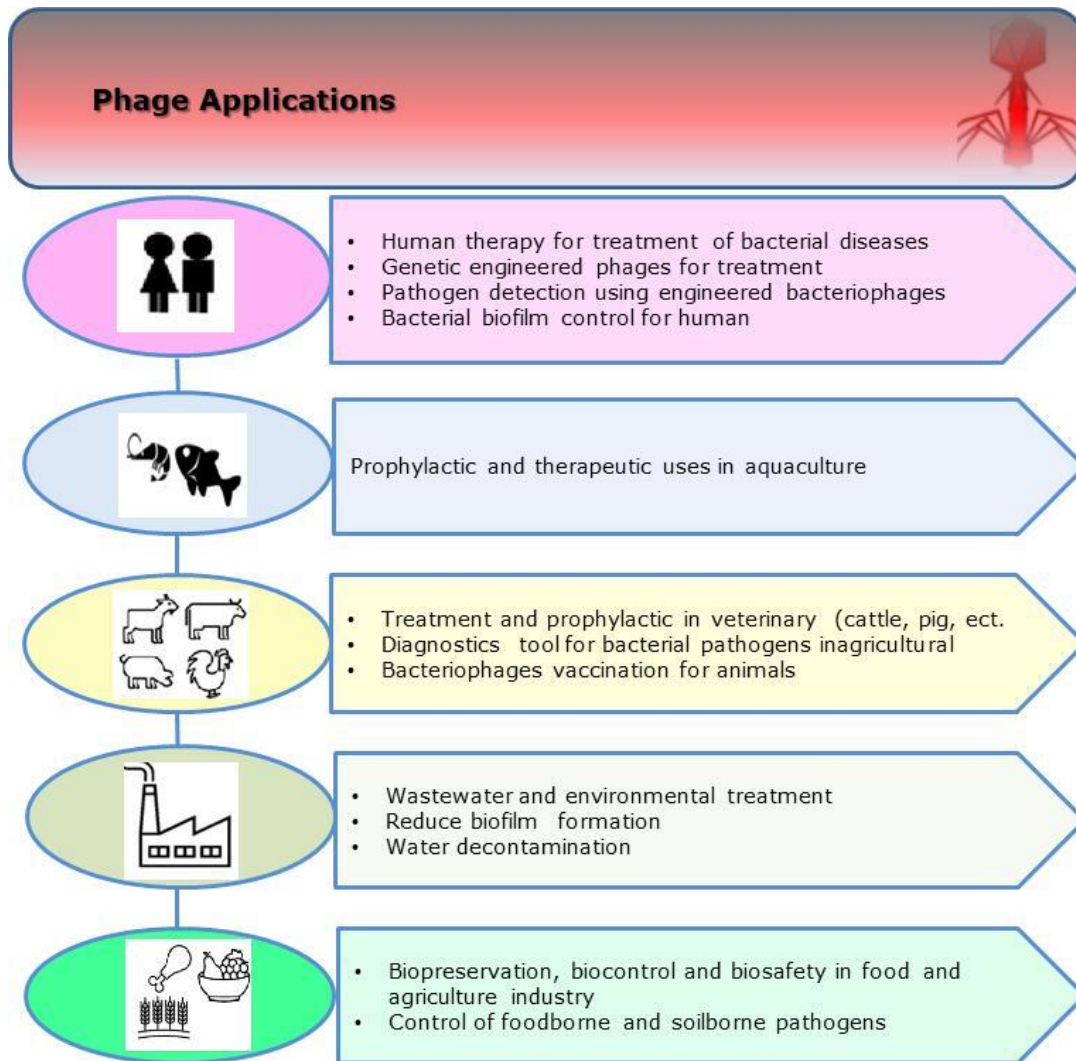 Phage Applications
• Human therapy for treatment of bacterial diseases
• Genetic engineered phages for treatment
• Pathogen detection using engineered bacteriophages
• Bacterial biofilm control for human
Prophylactic and therapeutic uses in aquaculture
• Treatment and prophylactic in veterinary (cattle, pig, ect.
• Diagnostics tool for bacterial pathogens inagricultural
• Bacteriophages vaccination for animals
• Wastewater and environmental treatment
• Reduce biofilm formation
• Water decontamination
• Biopreservation, biocontrol and biosafety in food and
agriculture industry
• Control of foodborne and soilborne pathogens